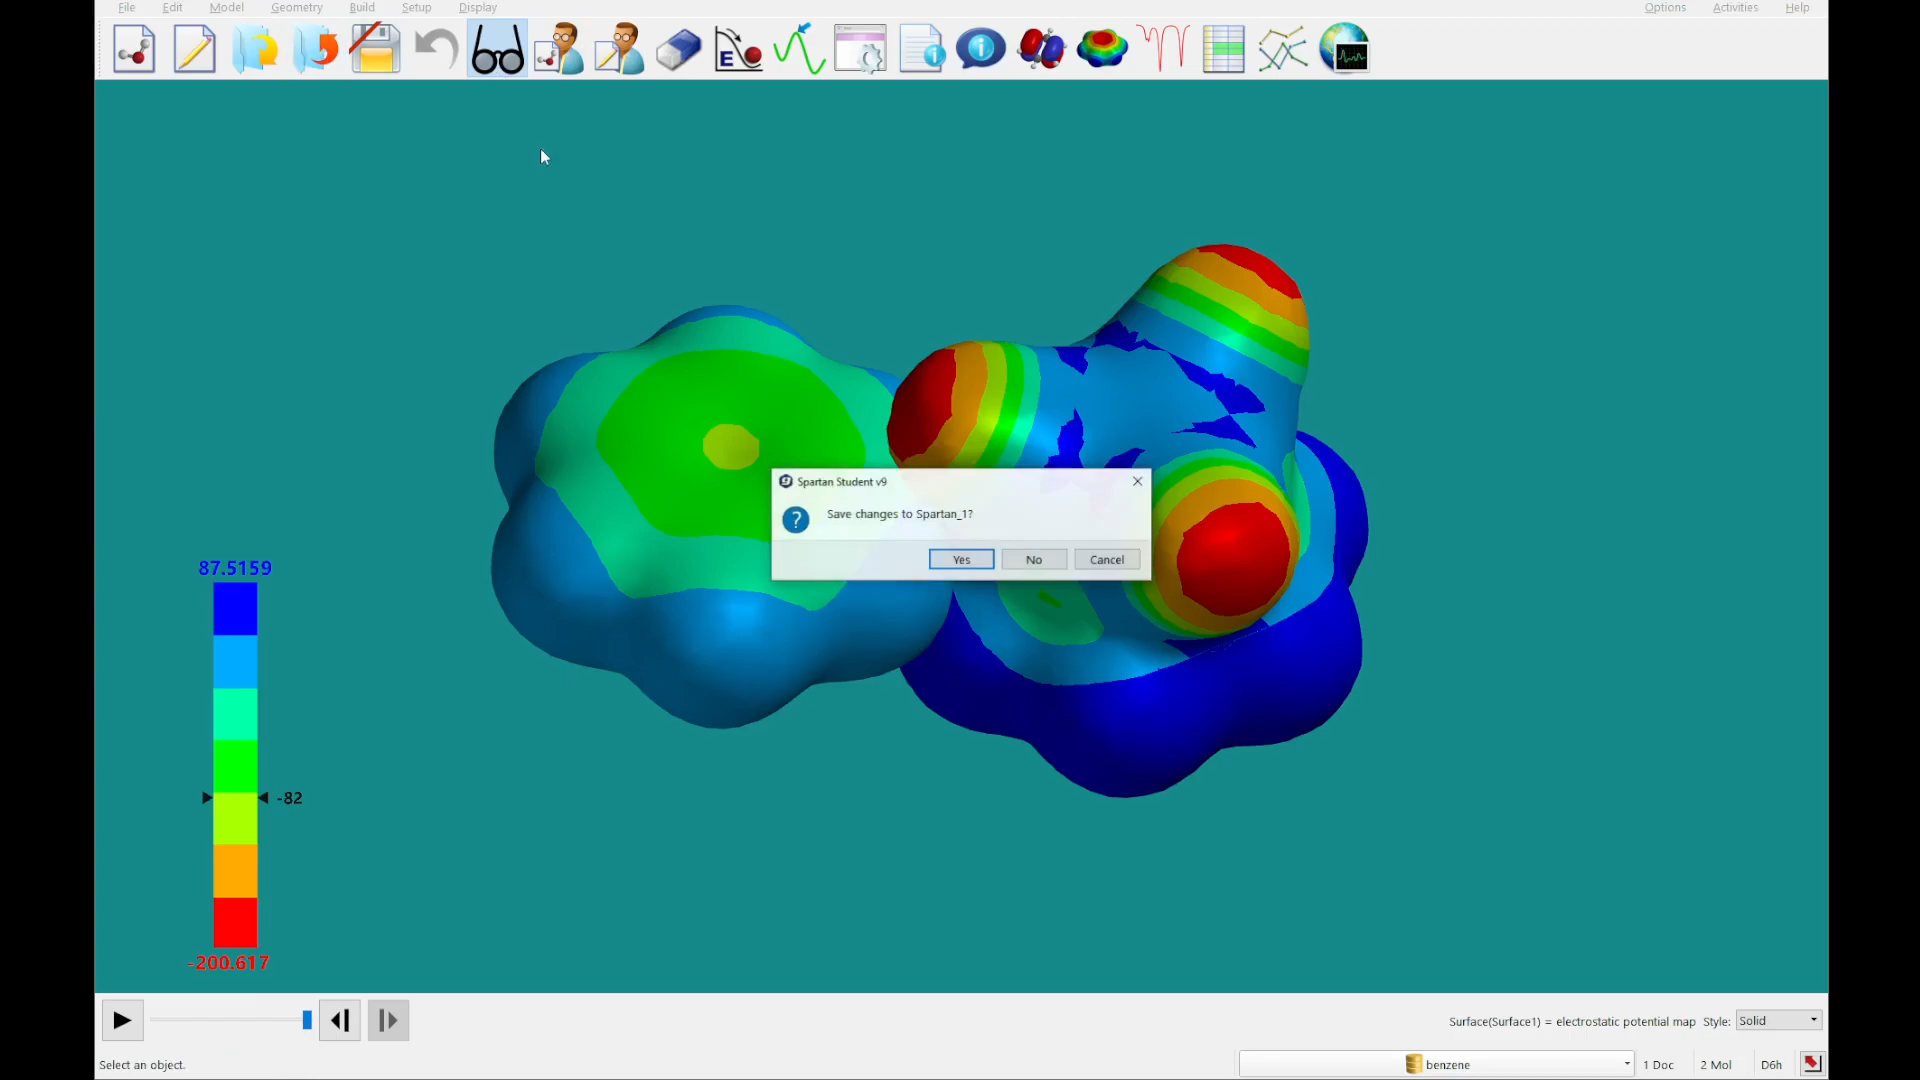 File Edit Model Geometry Build Setup Display Options Activities Help
E
Spartan Student v9
Save changes to Spartan_1?
Yes No Cancel
87.5159
-82
-200.617
Surface(Surface1) = electrostatic potential map Style: Solid
Select an object.
benzene 1 Doc 2 Mol D6h